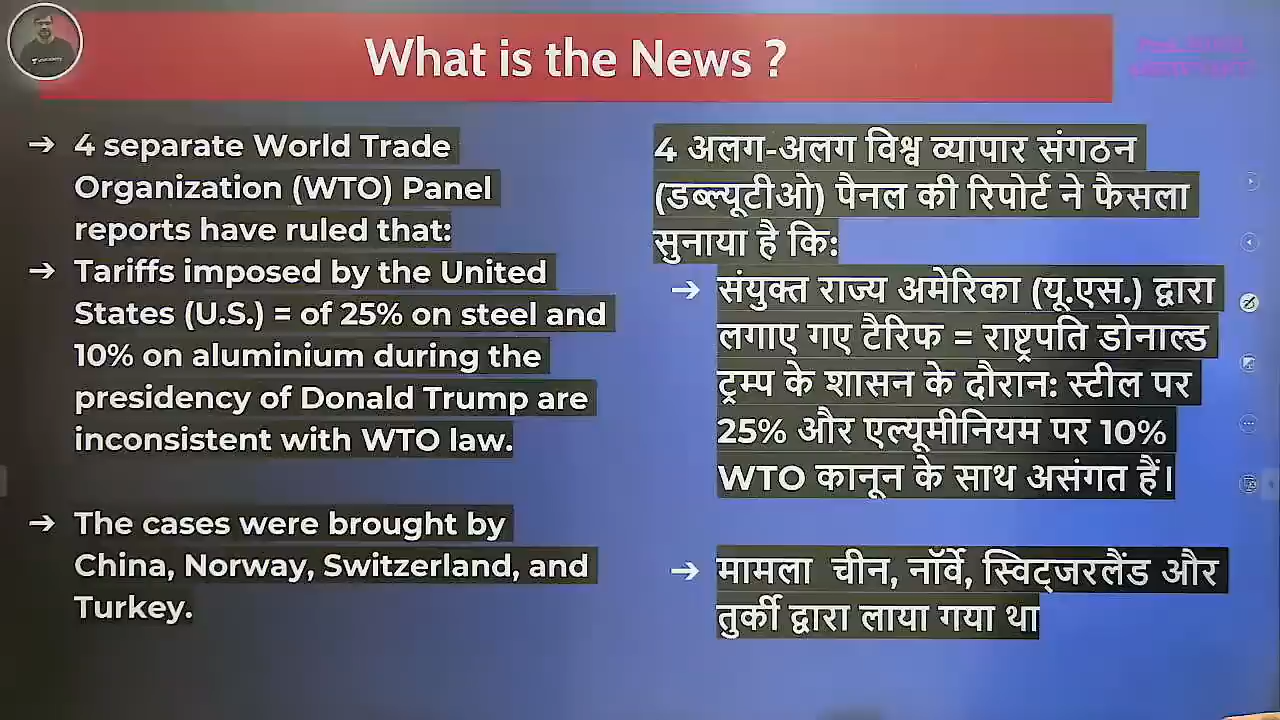 What is the News ?
➔ 4 separate World Trade
Organization (WTO) Panel
reports have ruled that:
➔ Tariffs imposed by the United
States (U.S.) = of 25% on steel and
10% on aluminium during the
presidency of Donald Trump are
inconsistent with WTO law.
➔ The cases were brought by
China, Norway, Switzerland, and
Turkey.
4 अलग-अलग विश्व व्यापार संगठन
(डब्ल्यूटीओ) पैनल की रिपोर्ट ने फैसला
सुनाया है कि:
➔ संयुक्त राज्य अमेरिका (यू.एस.) द्वारा
लगाए गए टैरिफ = राष्ट्रपति डोनाल्ड
ट्रम्प के शासन के दौरान: स्टील पर
25% और एल्यूमीनियम पर 10%
WTO कानून के साथ असंगत हैं।
➔ मामला चीन, नॉर्वे, स्विट्जरलैंड और
तुर्की द्वारा लाया गया था